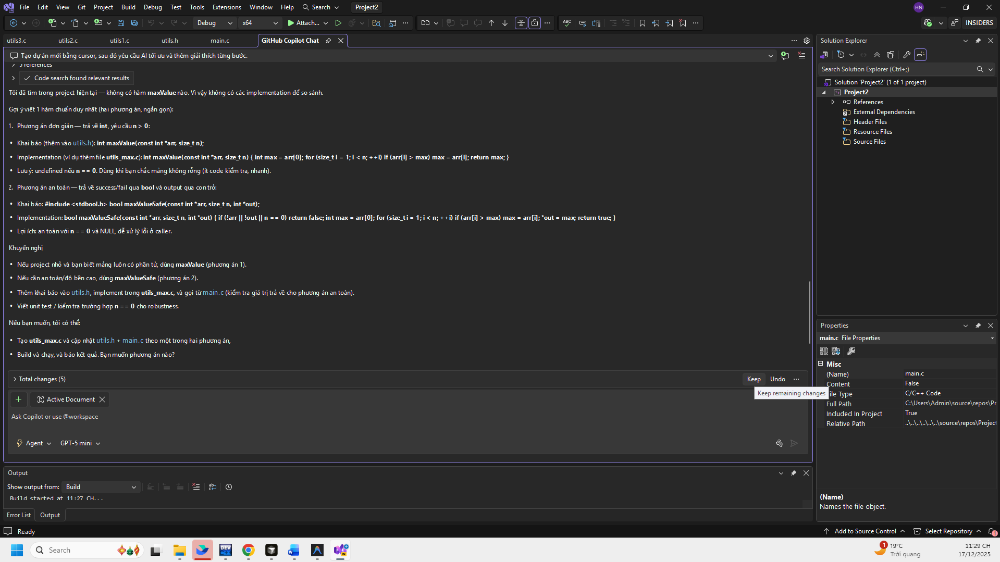 File Edit View Git Project Build Debug Test Tools Extensions Window Help Search Project2 HN
Debug x64 Attach... INSIDERS
utils3.c utils2.c utils1.c utils.h main.c GitHub Copilot Chat
Tạo dự án mới bằng cursor, sau đó yêu cầu AI tối ưu và thêm giải thích từng bước.
references
Code search found relevant results
Tôi đã tìm trong project hiện tại — không có hàm maxValue nào. Vì vậy không có các implementation để so sánh.
Gợi ý viết 1 hàm chuẩn duy nhất (hai phương án, ngắn gọn):
1. Phương án đơn giản — trả về int, yêu cầu n > 0:
• Khai báo (thêm vào utils.h): int maxValue(const int *arr, size_t n);
• Implementation (ví dụ thêm file utils_max.c): int maxValue(const int *arr, size_t n) { int max = arr[0]; for (size_t i = 1; i < n; ++i) if (arr[i] > max) max = arr[i]; return max; }
• Lưu ý: undefined nếu n == 0. Dùng khi bạn chắc mảng không rỗng (ít code kiểm tra, nhanh).
2. Phương án an toàn — trả về success/fail qua bool và output qua con trỏ:
• Khai báo: #include <stdbool.h> bool maxValueSafe(const int *arr, size_t n, int *out);
• Implementation: bool maxValueSafe(const int *arr, size_t n, int *out) { if (!arr || !out || n == 0) return false; int max = arr[0]; for (size_t i = 1; i < n; ++i) if (arr[i] > max) max = arr[i]; *out = max; return true; }
• Lợi ích: an toàn với n == 0 và NULL, dễ xử lý lỗi ở caller.
Khuyến nghị
• Nếu project nhỏ và bạn biết mảng luôn có phần tử, dùng maxValue (phương án 1).
• Nếu cần an toàn/độ bền cao, dùng maxValueSafe (phương án 2).
• Thêm khai báo vào utils.h, implement trong utils_max.c, và gọi từ main.c (kiểm tra giá trị trả về cho phương án an toàn).
• Viết unit test / kiểm tra trường hợp n == 0 cho robustness.
Nếu bạn muốn, tôi có thể:
• Tạo utils_max.c và cập nhật utils.h + main.c theo một trong hai phương án,
• Build và chạy, và báo kết quả. Bạn muốn phương án nào?
Total changes (5) Keep Undo
Keep remaining changes
Active Document
Ask Copilot or use @workspace
Agent GPT-5 mini
Output
Show output from: Build
Build started at 11:27 CH...
Error List Output
Ready
Solution Explorer
Search Solution Explorer (Ctrl+;)
Solution 'Project2' (1 of 1 project)
Project2
References
External Dependencies
Header Files
Resource Files
Source Files
Properties
main.c File Properties
Misc
(Name) main.c
Content False
ile Type C/C++ Code
Full Path C:\Users\Admin\source\repos\Pr
Included In Project True
Relative Path ..\..\..\..\..\..\source\repos\Project
(Name)
Names the file object.
Add to Source Control Select Repository 1
Search DEV 1 19°C Trời quang 11:29 CH 17/12/2025